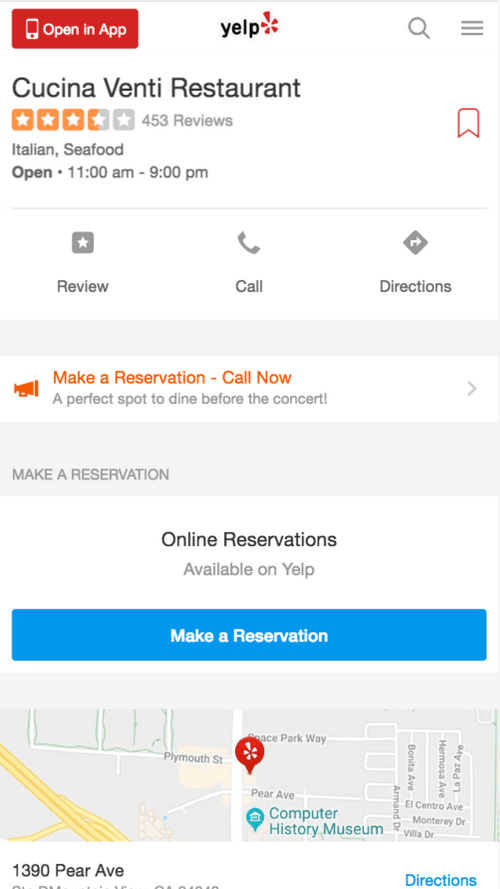 Open in App
yelp
Cucina Venti Restaurant
453 Reviews
Italian, Seafood
Open • 11:00 am - 9:00 pm
Review
Call
Directions
Make a Reservation - Call Now
A perfect spot to dine before the concert!
MAKE A RESERVATION
Online Reservations
Available on Yelp
Make a Reservation
Space Park Way
Plymouth St
Bonita Ave
Hermosa Ave
La Paz Ave
Pear Ave
Armand Dr
El Centro Ave
Computer
History Museum
Monterey Dr
Villa Dr
1390 Pear Ave
Directions